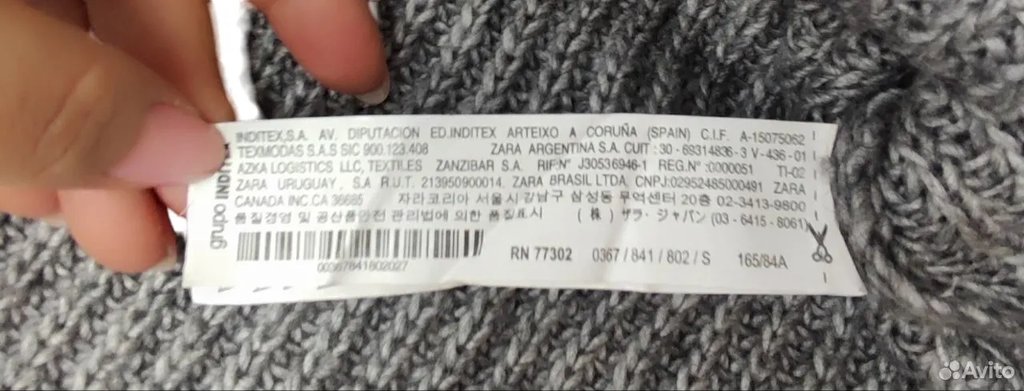 grupo INDITEX
INDITEX,S.A. AV. DIPUTACION ED.INDITEX ARTEIXO A CORUÑA (SPAIN) C.I.F. A-15075062
TEXMODAS S.A.S SIC 900.123.408 ZARA ARGENTINA S.A. CUIT : 30 - 69314836 - 3 V-436-01
AZKA LOGISTICS LLC, TEXTILES ZANZIBAR S.A. RIF:Nº J30536946-1 REG.Nº :0000051 TI-02
ZARA URUGUAY, S.A R.U.T. 213950900014. ZARA BRASIL LTDA. CNPJ:02952485000491 ZARA
CANADA INC.CA 36685 자라코리아 서울시강남구 삼성동 무역센터 20층 02-3413-9800
품질경영 및 공산품안전 관리법에 의한 품질표시 (株) ザラ・ジャパン (03 - 6415 - 8061)
00367841802027
RN 77302 0367 / 841 / 802 / S 165/84A
Avito